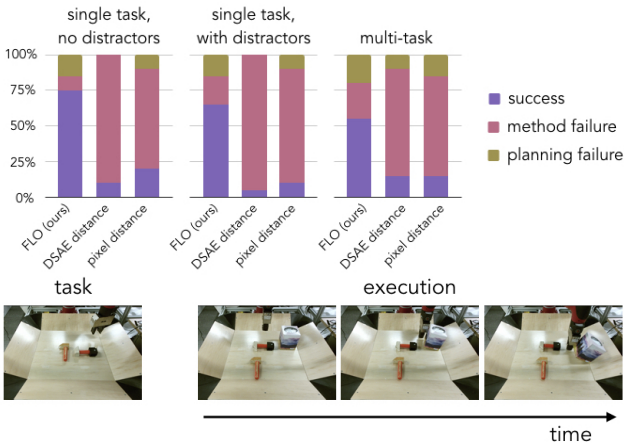 single task,
no distractors
single task,
with distractors
multi-task
100%
75%
50%
25%
0%
success
method failure
planning failure
FLO (ours)
DSAE distance
pixel distance
FLO (ours)
DSAE distance
pixel distance
FLO (ours)
DSAE distance
pixel distance
task
execution
time